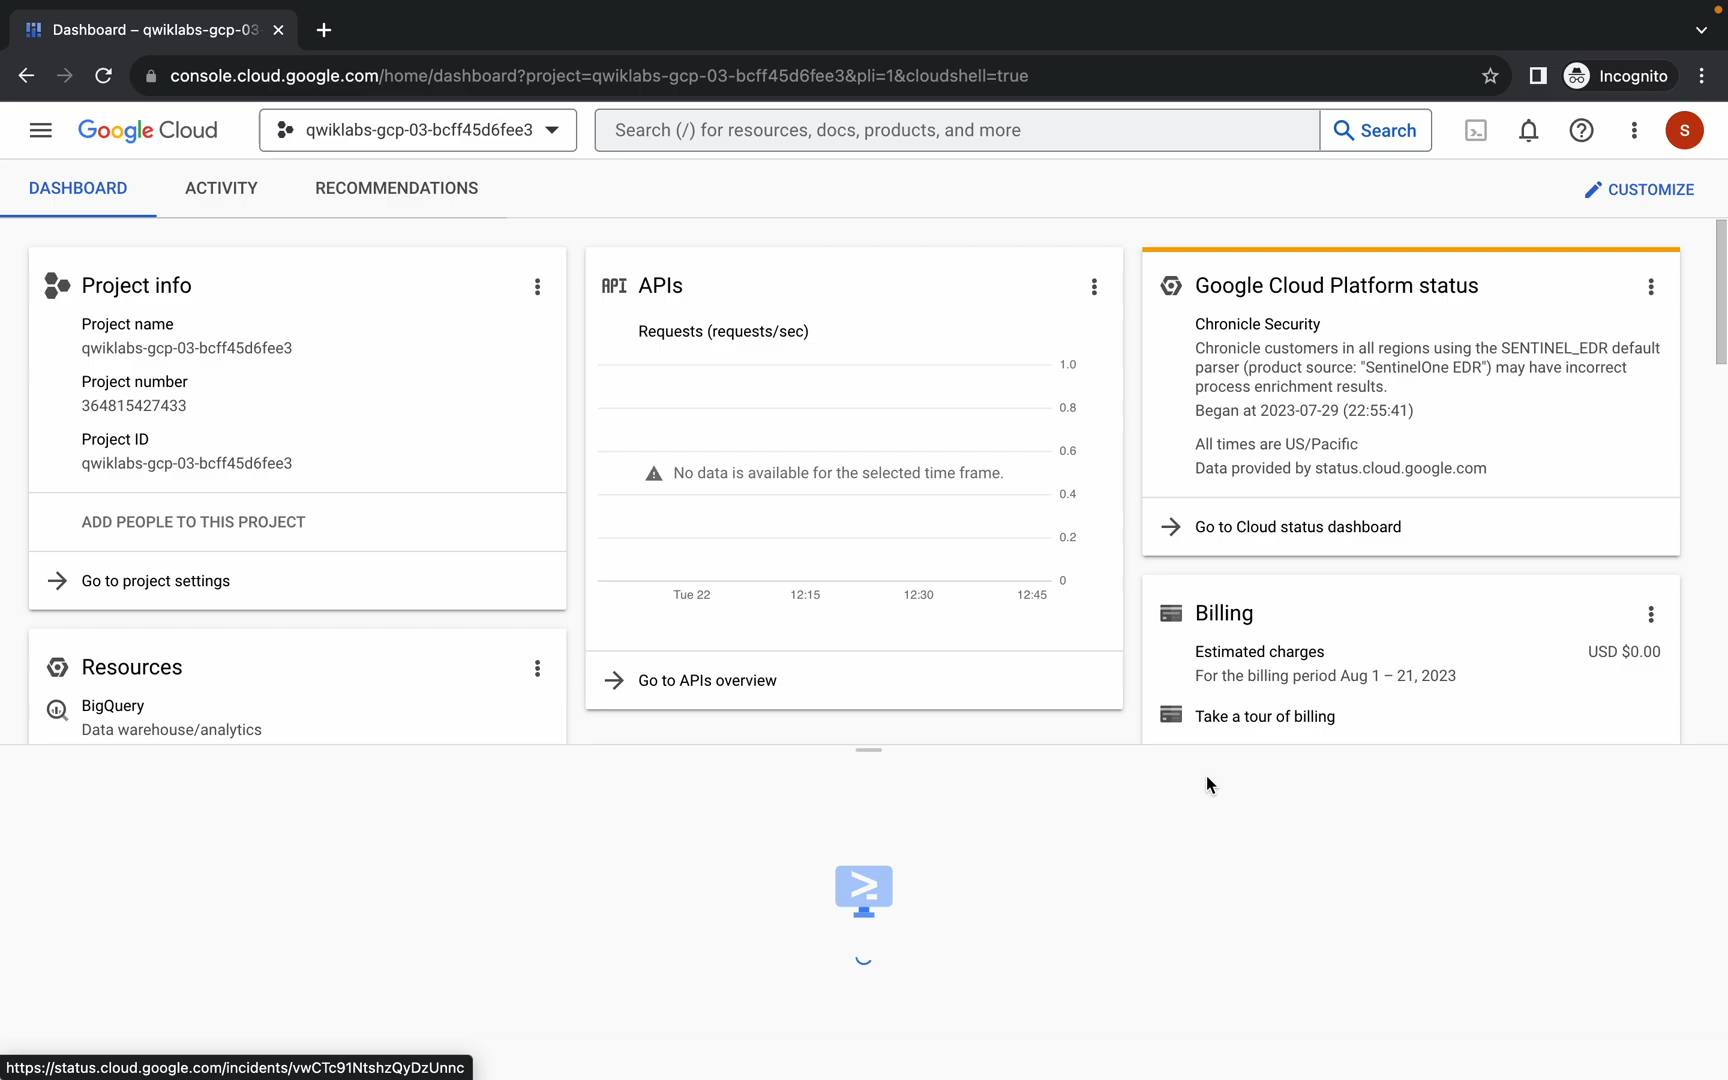 Dashboard – qwiklabs-gcp-03
console.cloud.google.com/home/dashboard?project=qwiklabs-gcp-03-bcff45d6fee3&pli=1&cloudshell=true
Incognito
Google Cloud
qwiklabs-gcp-03-bcff45d6fee3
Search (/) for resources, docs, products, and more
Search
S
DASHBOARD
ACTIVITY
RECOMMENDATIONS
CUSTOMIZE
Project info
Project name
qwiklabs-gcp-03-bcff45d6fee3
Project number
364815427433
Project ID
qwiklabs-gcp-03-bcff45d6fee3
ADD PEOPLE TO THIS PROJECT
Go to project settings
Resources
BigQuery
Data warehouse/analytics
API APIs
Requests (requests/sec)
1.0
0.8
0.6
No data is available for the selected time frame.
0.4
0.2
0
Tue 22 12:15 12:30 12:45
Go to APIs overview
Google Cloud Platform status
Chronicle Security
Chronicle customers in all regions using the SENTINEL_EDR default
parser (product source: "SentinelOne EDR") may have incorrect
process enrichment results.
Began at 2023-07-29 (22:55:41)
All times are US/Pacific
Data provided by status.cloud.google.com
Go to Cloud status dashboard
Billing
Estimated charges USD $0.00
For the billing period Aug 1 – 21, 2023
Take a tour of billing
https://status.cloud.google.com/incidents/vwCTc91NtshzQyDzUnnc